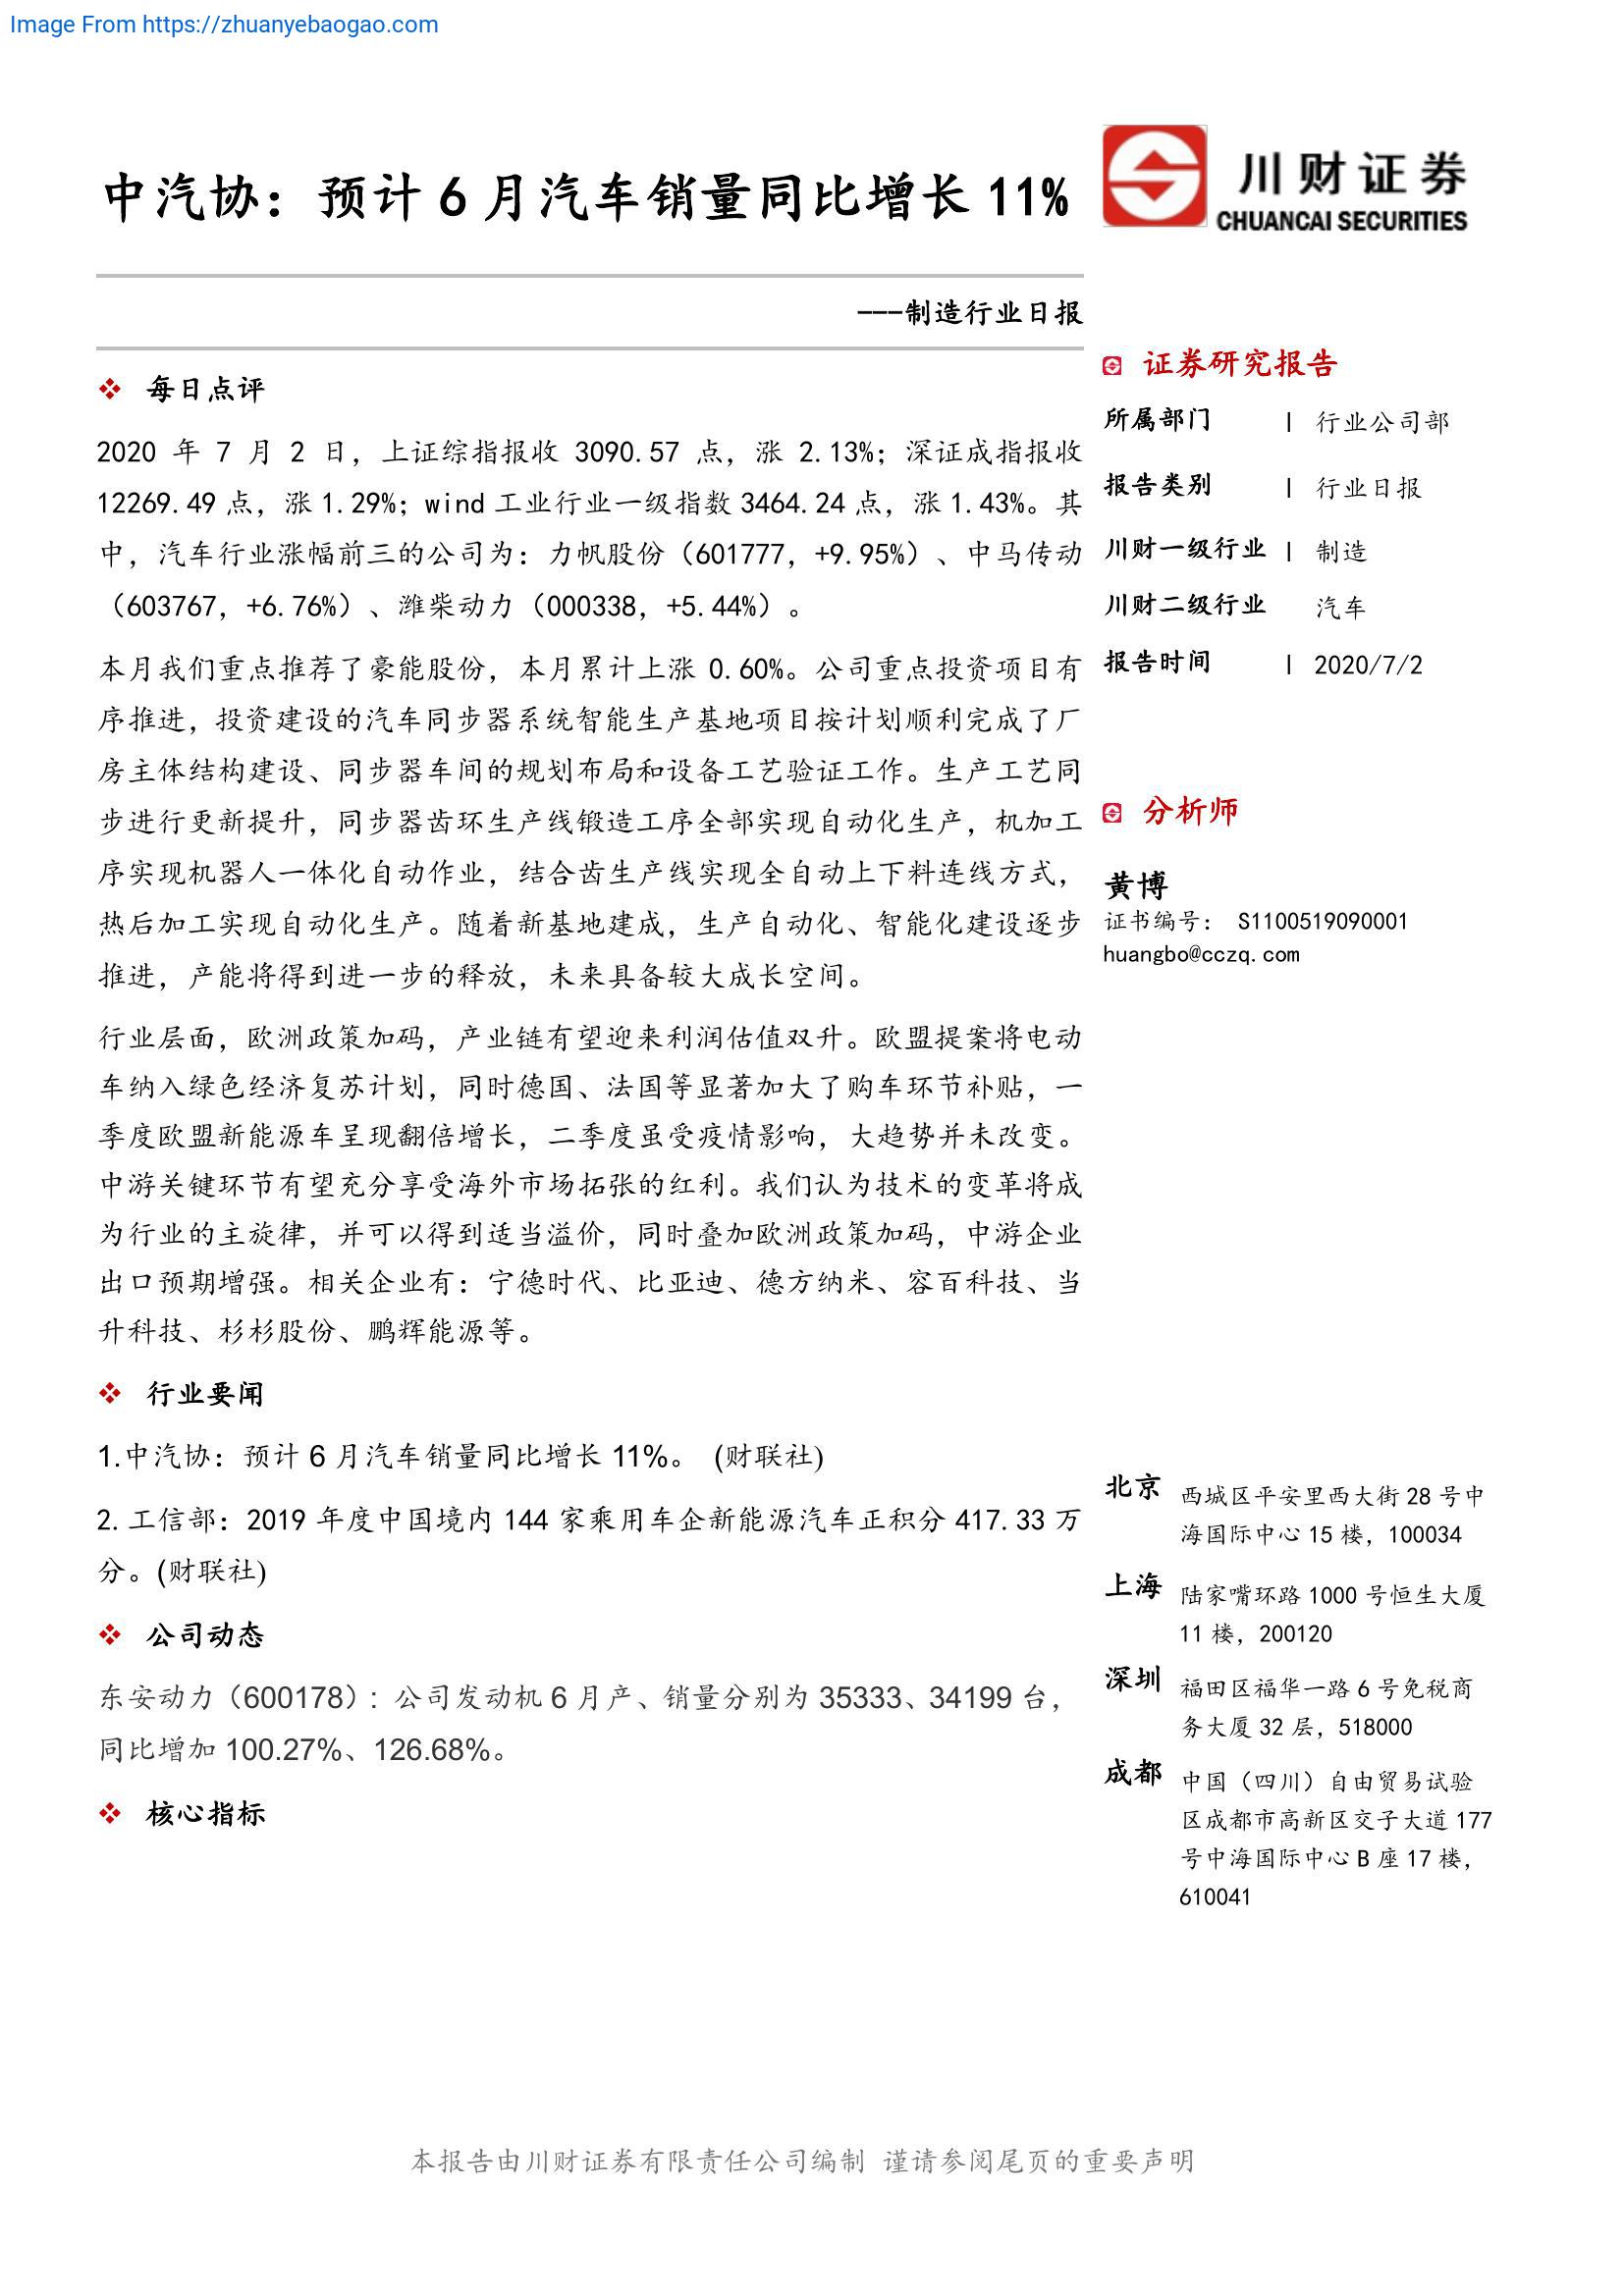 Image From https://zhuanyebaogao.com
中汽协：预计 6 月汽车销量同比增长 11%
川财证券
CHUANCAI SECURITIES
---制造行业日报
每日点评
2020 年 7 月 2 日，上证综指报收 3090.57 点，涨 2.13%；深证成指报收
12269.49 点，涨 1.29%；wind 工业行业一级指数 3464.24 点，涨 1.43%。其
中，汽车行业涨幅前三的公司为：力帆股份（601777，+9.95%）、中马传动
（603767，+6.76%）、潍柴动力（000338，+5.44%）。
本月我们重点推荐了豪能股份，本月累计上涨 0.60%。公司重点投资项目有
序推进，投资建设的汽车同步器系统智能生产基地项目按计划顺利完成了厂
房主体结构建设、同步器车间的规划布局和设备工艺验证工作。生产工艺同
步进行更新提升，同步器齿环生产线锻造工序全部实现自动化生产，机加工
序实现机器人一体化自动作业，结合齿生产线实现全自动上下料连线方式，
热后加工实现自动化生产。随着新基地建成，生产自动化、智能化建设逐步
推进，产能将得到进一步的释放，未来具备较大成长空间。
行业层面，欧洲政策加码，产业链有望迎来利润估值双升。欧盟提案将电动
车纳入绿色经济复苏计划，同时德国、法国等显著加大了购车环节补贴，一
季度欧盟新能源车呈现翻倍增长，二季度虽受疫情影响，大趋势并未改变。
中游关键环节有望充分享受海外市场拓张的红利。我们认为技术的变革将成
为行业的主旋律，并可以得到适当溢价，同时叠加欧洲政策加码，中游企业
出口预期增强。相关企业有：宁德时代、比亚迪、德方纳米、容百科技、当
升科技、杉杉股份、鹏辉能源等。
行业要闻
1.中汽协：预计 6 月汽车销量同比增长 11%。 (财联社)
2. 工信部：2019 年度中国境内 144 家乘用车企新能源汽车正积分 417.33 万
分。(财联社)
公司动态
东安动力（600178）：公司发动机 6 月产、销量分别为 35333、34199 台，
同比增加 100.27%、126.68%。
核心指标
证券研究报告
所属部门 | 行业公司部
报告类别 | 行业日报
川财一级行业 | 制造
川财二级行业 汽车
报告时间 | 2020/7/2
分析师
黄博
证书编号： S1100519090001
huangbo@cczq.com
北京 西城区平安里西大街 28 号中
海国际中心 15 楼，100034
上海 陆家嘴环路 1000 号恒生大厦
11 楼，200120
深圳 福田区福华一路 6 号免税商
务大厦 32 层，518000
成都 中国（四川）自由贸易试验
区成都市高新区交子大道 177
号中海国际中心 B 座 17 楼，
610041
本报告由川财证券有限责任公司编制 谨请参阅尾页的重要声明